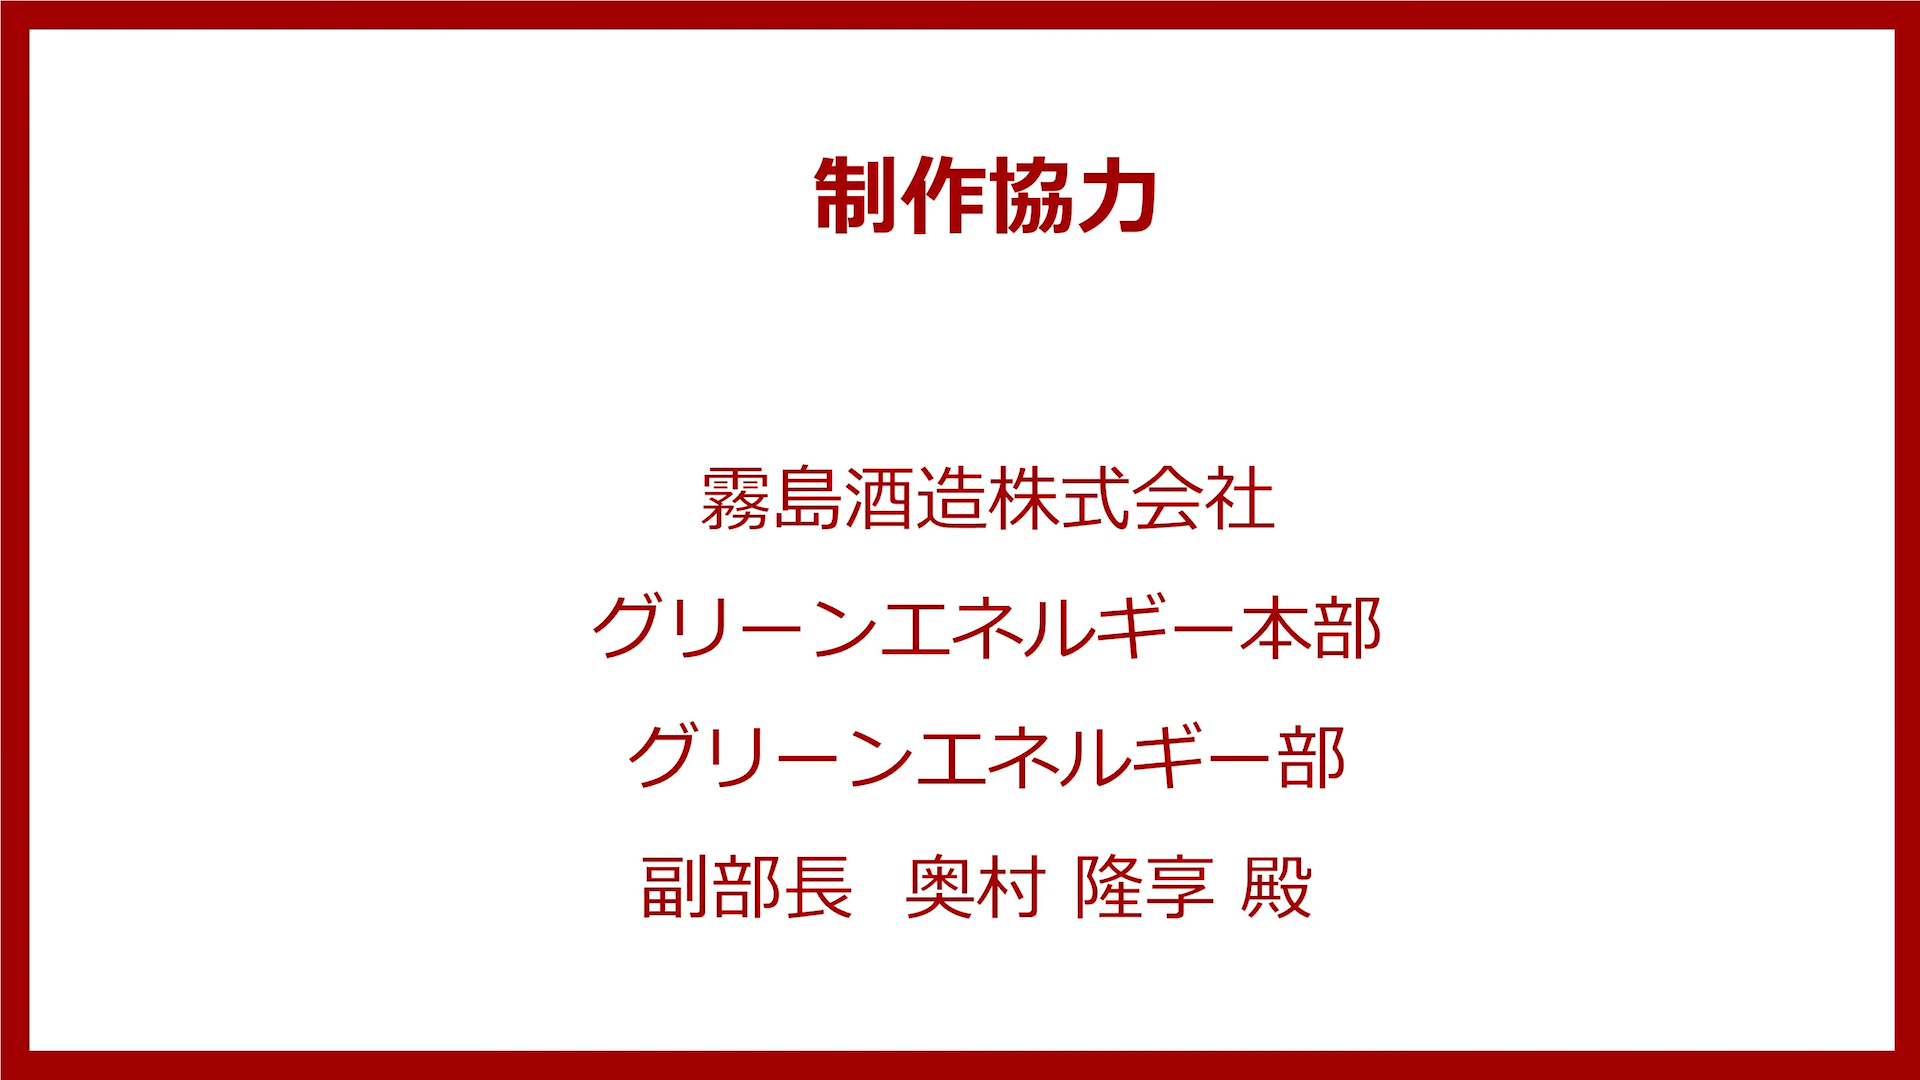 制作協力
霧島酒造株式会社
グリーンエネルギー本部
グリーンエネルギー部
副部長　奥村 隆享 殿